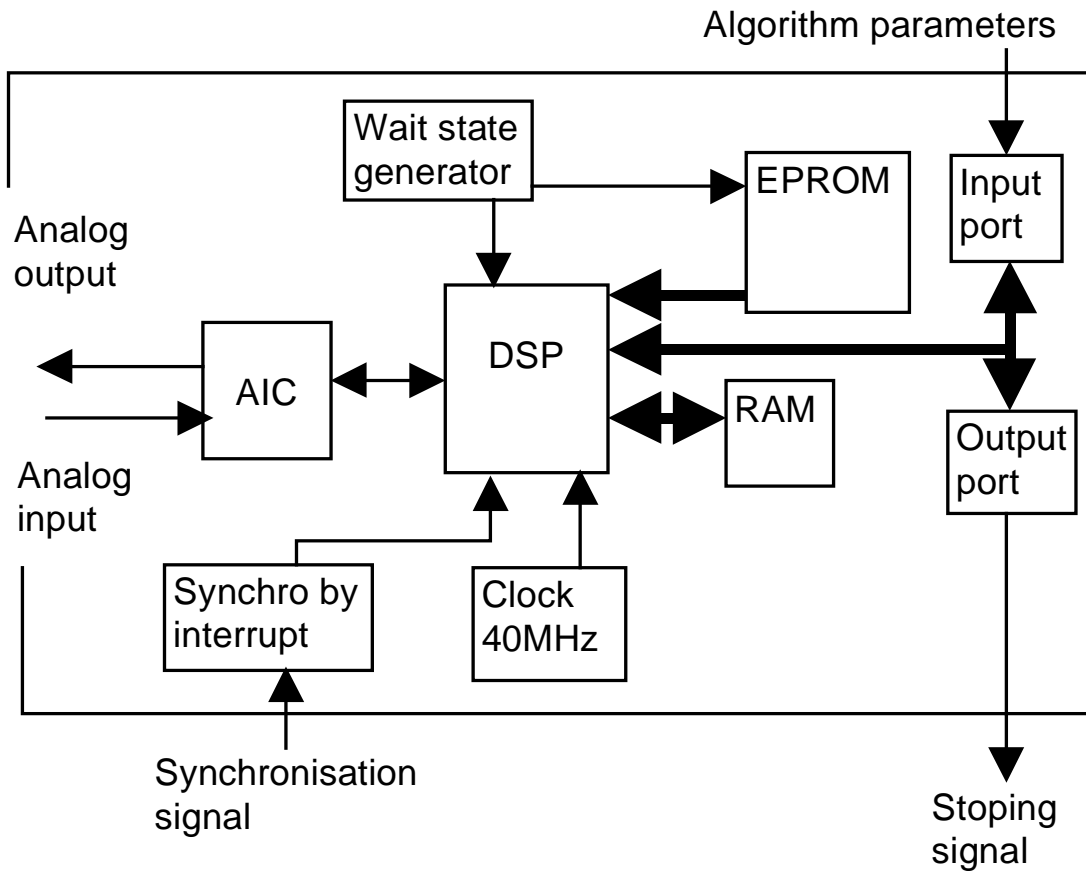 Algorithm parameters
Wait state
generator
EPROM
Input
port
Analog
output
DSP
AIC
RAM
Output
port
Analog
input
Synchro by
interrupt
Clock
40MHz
Synchronisation
signal
Stoping
signal